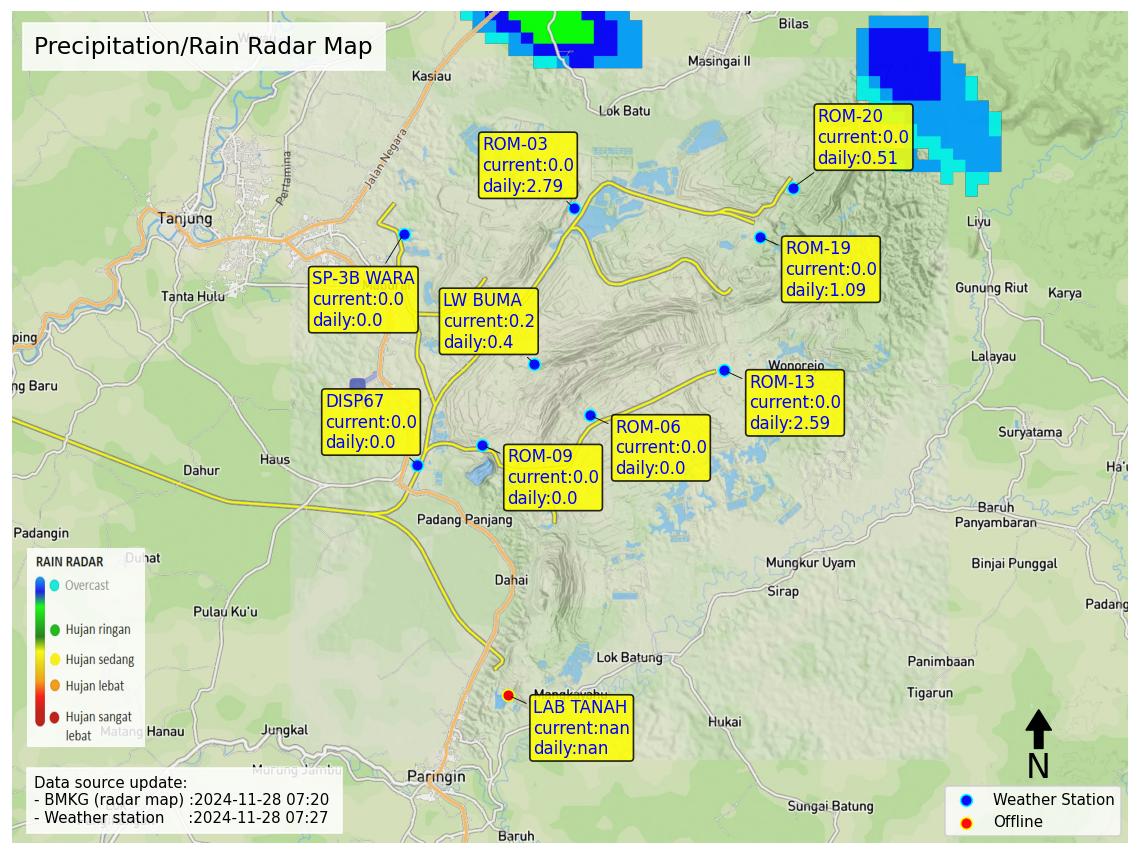 Precipitation/Rain Radar Map
Bilas
Masingai II
Kasiau
Lok Batu
Jalan Negara
Pertamina
Tanjung
Tanta Hulu
ROM-03
current:0.0
daily:2.79
ROM-20
current:0.0
daily:0.51
ROM-19
current:0.0
daily:1.09
SP-3B WARA
current:0.0
daily:0.0
LW BUMA
current:0.2
daily:0.4
Liyu
Gunung Riut
Karya
Lalayau
ping
ng Baru
Wonorejo
ROM-13
current:0.0
daily:2.59
DISP67
current:0.0
daily:0.0
ROM-06
current:0.0
daily:0.0
ROM-09
current:0.0
daily:0.0
Suryatama
Ha'u
Haus
Dahur
Padang Panjang
Baruh
Panyambaran
Padangin
Duhat
Dahai
Mungkur Uyam
Binjai Punggal
Sirap
Padang
Pulau Ku'u
RAIN RADAR
Overcast
Hujan ringan
Hujan sedang
Hujan lebat
Hujan sangat
lebat
Lok Batung
Panimbaan
Tigarun
Mangkayahu
LAB TANAH
current:nan
daily:nan
Hukai
Matang Hanau
Jungkal
Murung Jambu
Paringin
Sungai Batung
Baruh
Data source update:
- BMKG (radar map) :2024-11-28 07:20
- Weather station :2024-11-28 07:27
N
Weather Station
Offline